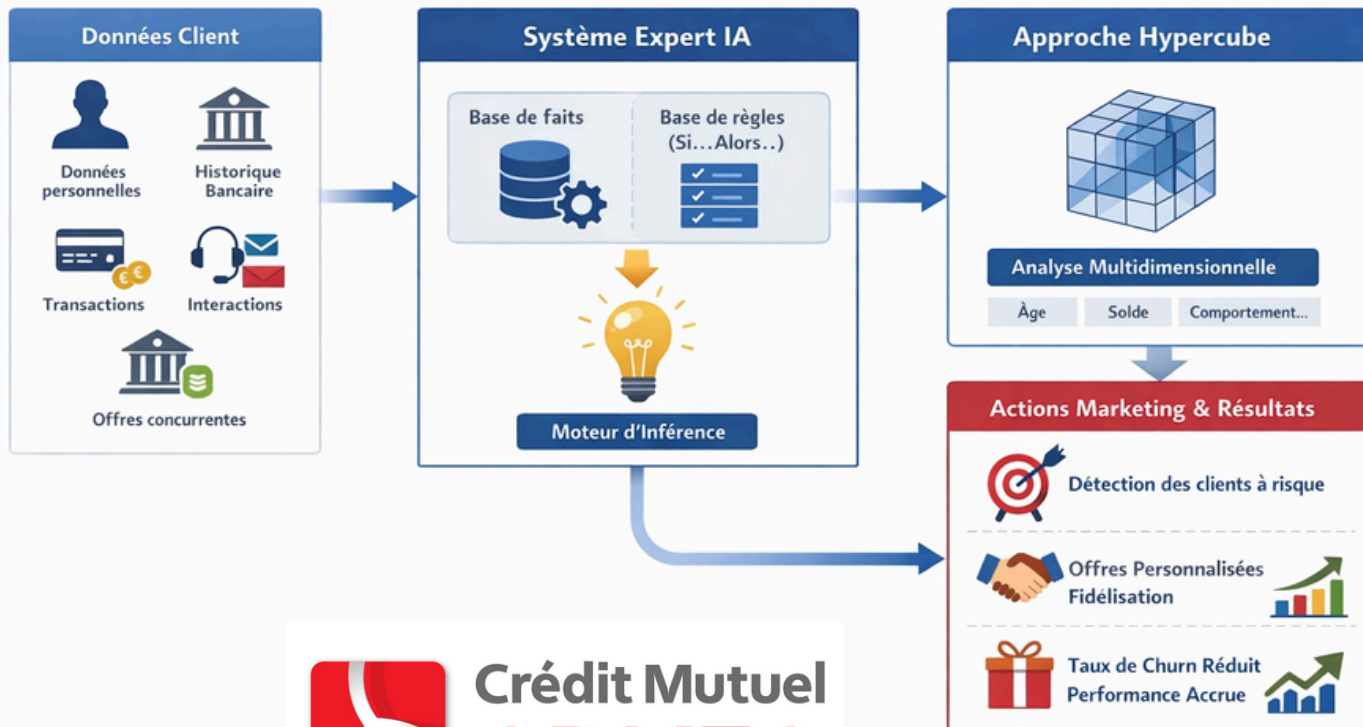 Données Client
Données
personnelles
Historique
Bancaire
Transactions
Interactions
Offres concurrentes
Système Expert IA
Base de faits
Base de règles
(Si...Alors..)
Moteur d'Inférence
Approche Hypercube
Analyse Multidimensionnelle
Âge
Solde
Comportement...
Actions Marketing & Résultats
Détection des clients à risque
Offres Personnalisées
Fidélisation
Taux de Churn Réduit
Performance Accrue
Crédit Mutuel